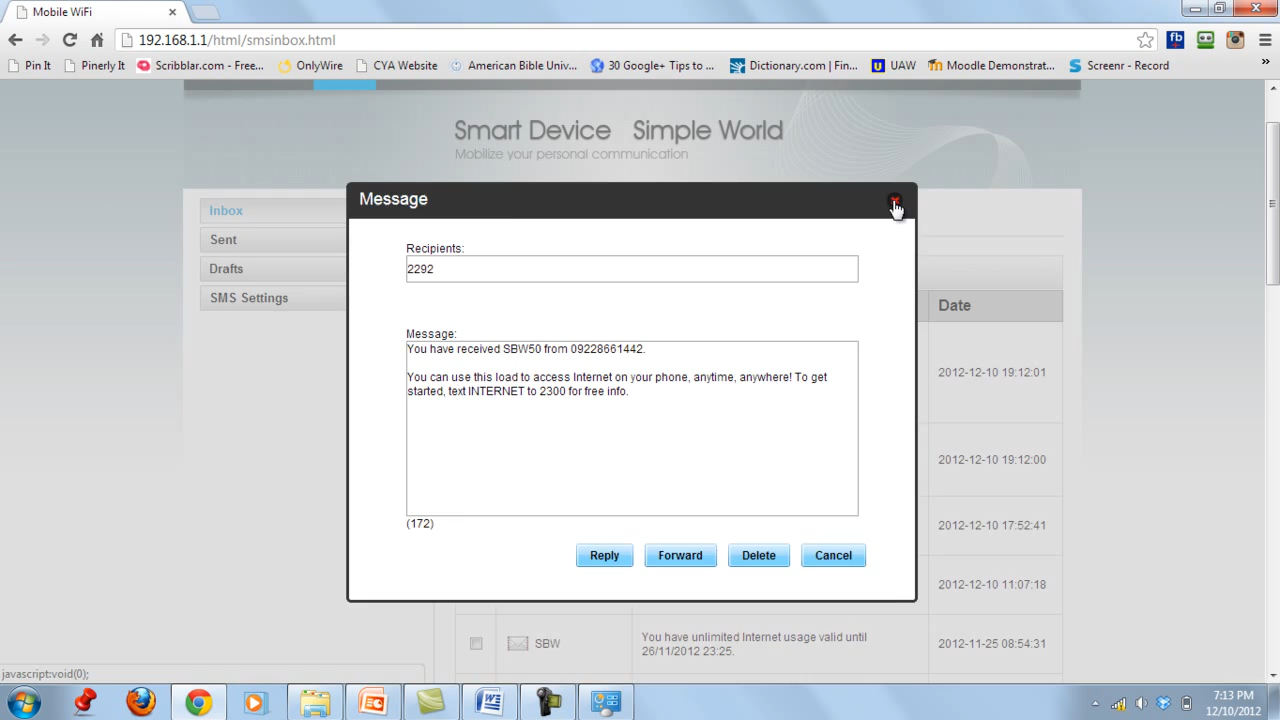 Mobile WiFi
192.168.1.1/html/smsinbox.html
Pin It
Pinerly It
Scribblar.com - Free...
OnlyWire
CYA Website
American Bible Univ...
30 Google+ Tips to ...
Dictionary.com | Fin...
UAW
Moodle Demonstrat...
Screenr - Record
Smart Device Simple World
Mobilize your personal communication
Inbox
Sent
Drafts
SMS Settings
Message
Recipients:
2292
Message:
You have received SBW50 from 09228661442.
You can use this load to access Internet on your phone, anytime, anywhere! To get
started, text INTERNET to 2300 for free info.
(172)
Reply
Forward
Delete
Cancel
Date
2012-12-10 19:12:01
2012-12-10 19:12:00
2012-12-10 17:52:41
2012-12-10 11:07:18
SBW
You have unlimited Internet usage valid until
26/11/2012 23:25.
2012-11-25 08:54:31
javascript:void(0);
7:13 PM
12/10/2012